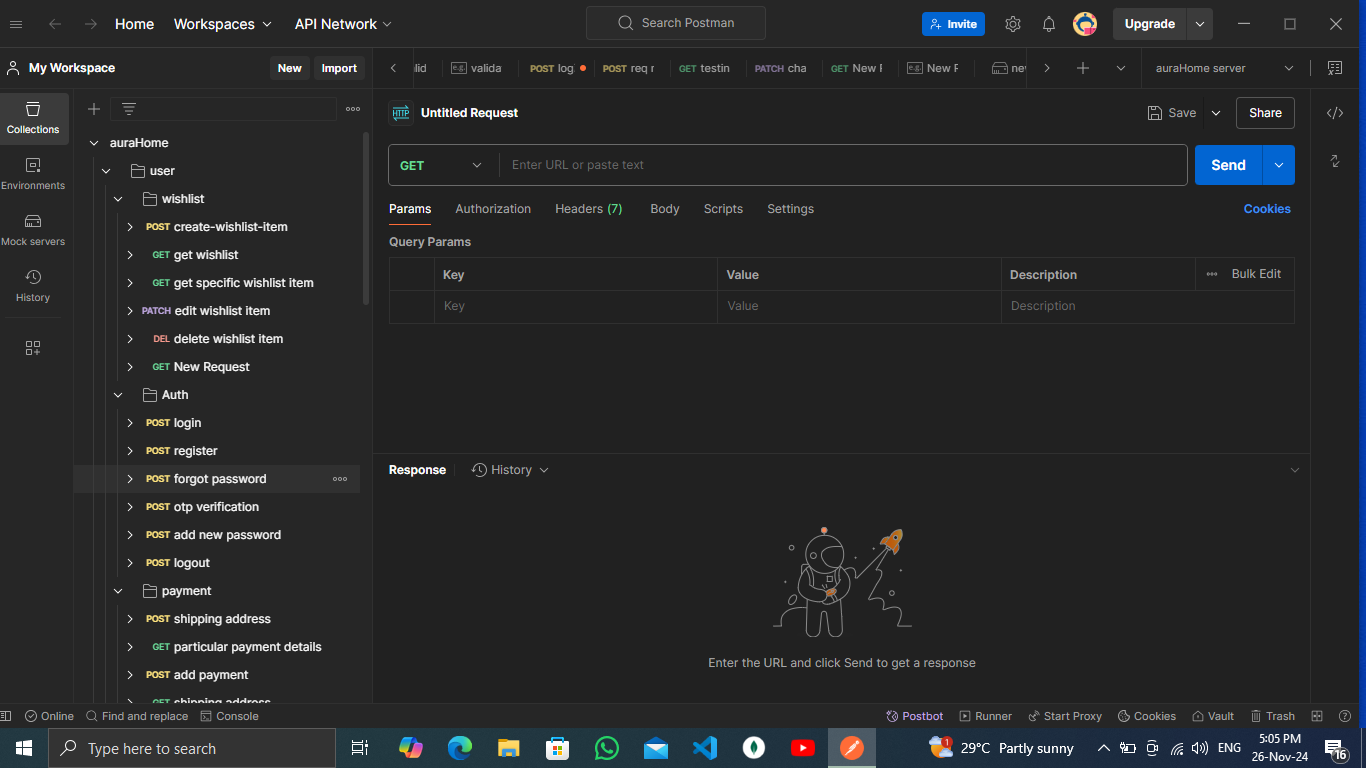 Home
Workspaces
API Network
Search Postman
Invite
Upgrade
My Workspace
New
Import
lid
valida
POST log
POST req r
GET testin
PATCH cha
GET New F
New F
nev
auraHome server
Collections
Environments
Mock servers
History
auraHome
user
wishlist
POST create-wishlist-item
GET get wishlist
GET get specific wishlist item
PATCH edit wishlist item
DEL delete wishlist item
GET New Request
Auth
POST login
POST register
POST forgot password
POST otp verification
POST add new password
POST logout
payment
POST shipping address
GET particular payment details
POST add payment
GET shipping address
HTTP
Untitled Request
Save
Share
GET
Enter URL or paste text
Send
Params
Authorization
Headers (7)
Body
Scripts
Settings
Cookies
Query Params
Key
Value
Description
Bulk Edit
Key
Value
Description
Response
History
Enter the URL and click Send to get a response
Online
Find and replace
Console
Postbot
Runner
Start Proxy
Cookies
Vault
Trash
Type here to search
1
29°C Partly sunny
ENG
5:05 PM
26-Nov-24
16